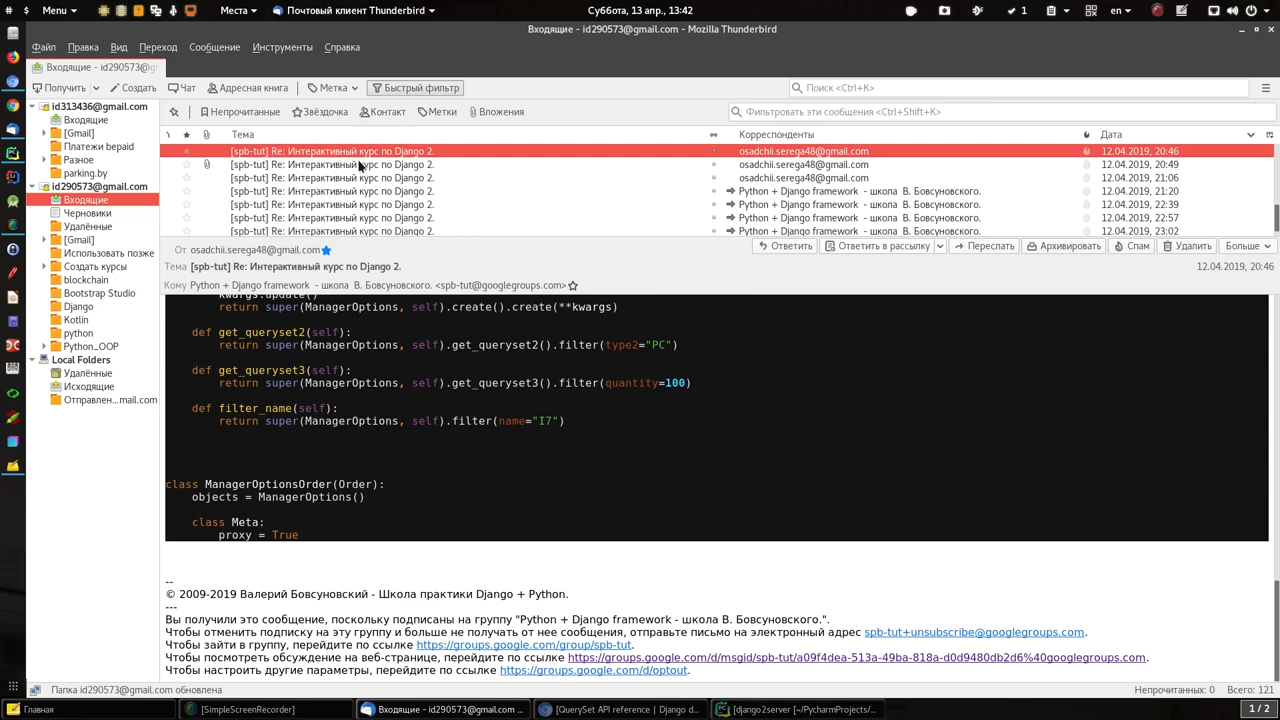 Menu
Места
Почтовый клиент Thunderbird
Суббота, 13 апр., 13:42
1
en
Входящие - id290573@gmail.com - Mozilla Thunderbird
Файл Правка Вид Переход Сообщение Инструменты Справка
Входящие - id290573@gm
Получить Создать Чат Адресная книга Метка Быстрый фильтр Поиск <Ctrl+K>
Непрочитанные Звёздочка Контакт Метки Вложения Фильтровать эти сообщения <Ctrl+Shift+K>
id313436@gmail.com
Входящие
[Gmail]
Платежи bepaid
Разное
parking.by
id290573@gmail.com
Входящие
Черновики
Удалённые
[Gmail]
Использовать позже
Создать курсы
blockchain
Bootstrap Studio
Django
Kotlin
python
Python_OOP
Local Folders
Удалённые
Исходящие
Отправлен...mail.com
Тема Корреспонденты Дата
[spb-tut] Re: Интерактивный курс по Django 2. osadchii.serega48@gmail.com 12.04.2019, 20:46
[spb-tut] Re: Интерактивный курс по Django 2. osadchii.serega48@gmail.com 12.04.2019, 20:49
[spb-tut] Re: Интерактивный курс по Django 2. osadchii.serega48@gmail.com 12.04.2019, 21:06
[spb-tut] Re: Интерактивный курс по Django 2. Python + Django framework - школа В. Бовсуновского. 12.04.2019, 21:20
[spb-tut] Re: Интерактивный курс по Django 2. Python + Django framework - школа В. Бовсуновского. 12.04.2019, 22:39
[spb-tut] Re: Интерактивный курс по Django 2. Python + Django framework - школа В. Бовсуновского. 12.04.2019, 22:57
[spb-tut] Re: Интерактивный курс по Django 2. Python + Django framework - школа В. Бовсуновского. 12.04.2019, 23:02
От osadchii.serega48@gmail.com Ответить Ответить в рассылку Переслать Архивировать Спам Удалить Больше
Тема [spb-tut] Re: Интерактивный курс по Django 2. 12.04.2019, 20:46
Кому Python + Django framework - школа В. Бовсуновского. <spb-tut@googlegroups.com>
kwargs.update()
return super(ManagerOptions, self).create().create(**kwargs)
def get_queryset2(self):
return super(ManagerOptions, self).get_queryset2().filter(type2="PC")
def get_queryset3(self):
return super(ManagerOptions, self).get_queryset3().filter(quantity=100)
def filter_name(self):
return super(ManagerOptions, self).filter(name="I7")
class ManagerOptionsOrder(Order):
objects = ManagerOptions()
class Meta:
proxy = True
--
© 2009-2019 Валерий Бовсуновский - Школа практики Django + Python.
---
Вы получили это сообщение, поскольку подписаны на группу "Python + Django framework - школа В. Бовсуновского.".
Чтобы отменить подписку на эту группу и больше не получать от нее сообщения, отправьте письмо на электронный адрес spb-tut+unsubscribe@googlegroups.com.
Чтобы зайти в группу, перейдите по ссылке https://groups.google.com/group/spb-tut.
Чтобы посмотреть обсуждение на веб-странице, перейдите по ссылке https://groups.google.com/d/msgid/spb-tut/a09f4dea-513a-49ba-818a-d0d9480db2d6%40googlegroups.com.
Чтобы настроить другие параметры, перейдите по ссылке https://groups.google.com/d/optout.
Папка id290573@gmail.com обновлена Непрочитанных: 0 Всего: 121
Главная [SimpleScreenRecorder] Входящие - id290573@gmail.com ... [QuerySet API reference | Django d... [django2server [~/PycharmProjects/... 1 / 2